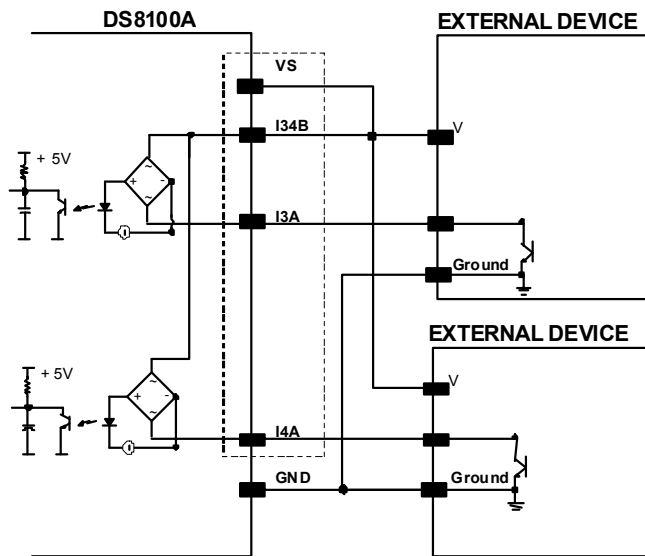 DS8100A
EXTERNAL DEVICE
VS
I34B
V
+ 5V
+ -
~
~
I3A
Ground
EXTERNAL DEVICE
+ 5V
V
~
+ -
~
I4A
GND
Ground